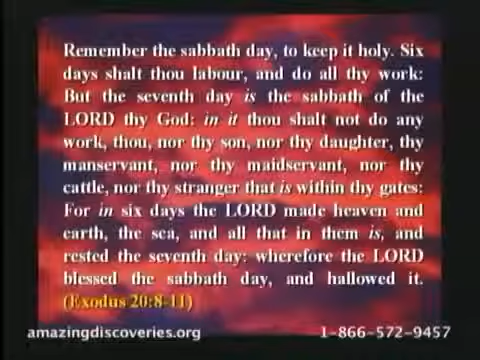 Remember the sabbath day, to keep it holy. Six
days shalt thou labour, and do all thy work:
But the seventh day is the sabbath of the
LORD thy God: in it thou shalt not do any
work, thou, nor thy son, nor thy daughter, thy
manservant, nor thy maidservant, nor thy
cattle, nor thy stranger that is within thy gates:
For in six days the LORD made heaven and
earth, the sea, and all that in them is, and
rested the seventh day: wherefore the LORD
blessed the sabbath day, and hallowed it.
(Exodus 20:8-11)
amazingdiscoveries.org 1-866-572-9457